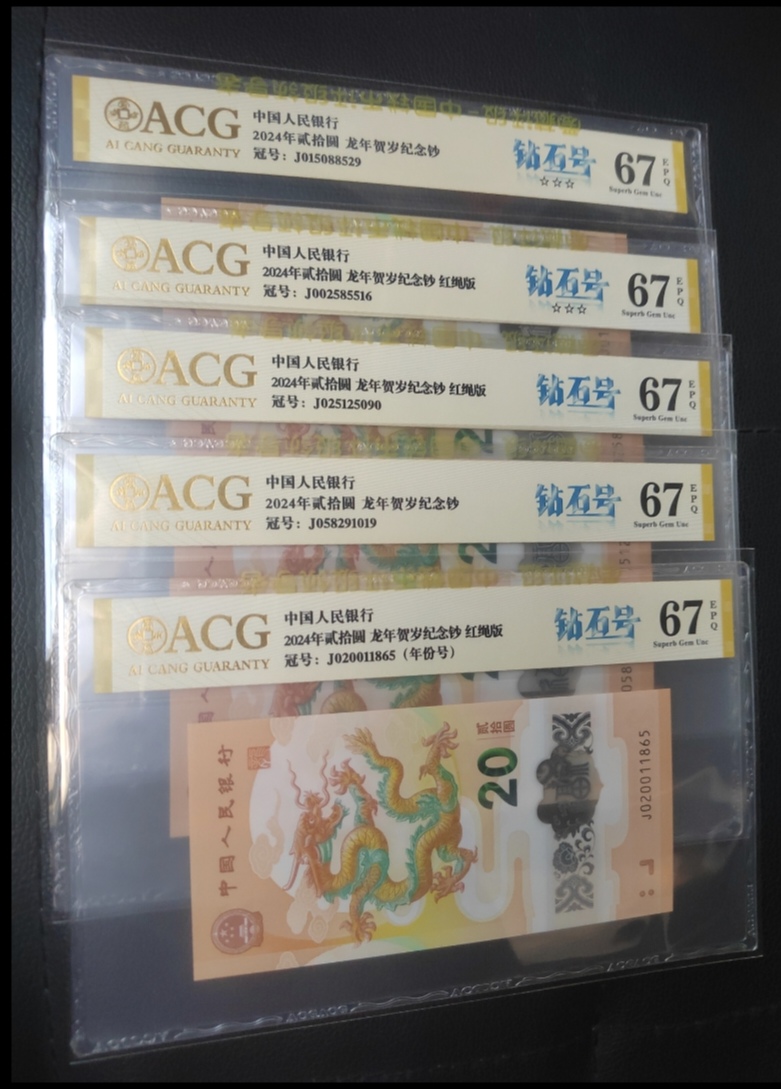 ACG
AI CANG GUARANTY
中国人民银行
2024年贰拾圆 龙年贺岁纪念钞
冠号：J015088529
钻石号
☆☆☆
67
EPQ
Superb Gem Unc
ACG
AI CANG GUARANTY
中国人民银行
2024年贰拾圆 龙年贺岁纪念钞 红绳版
冠号：J002585516
钻石号
☆☆☆
67
EPQ
Superb Gem Unc
ACG
AI CANG GUARANTY
中国人民银行
2024年贰拾圆 龙年贺岁纪念钞 红绳版
冠号：J025125090
钻石号
67
EPQ
Superb Gem Unc
ACG
AI CANG GUARANTY
中国人民银行
2024年贰拾圆 龙年贺岁纪念钞
冠号：J058291019
钻石号
67
EPQ
Superb Gem Unc
ACG
AI CANG GUARANTY
中国人民银行
2024年贰拾圆 龙年贺岁纪念钞 红绳版
冠号：J020011865（年份号）
钻石号
67
EPQ
Superb Gem Unc
中國人民銀行
贰拾圆
20
J020011865